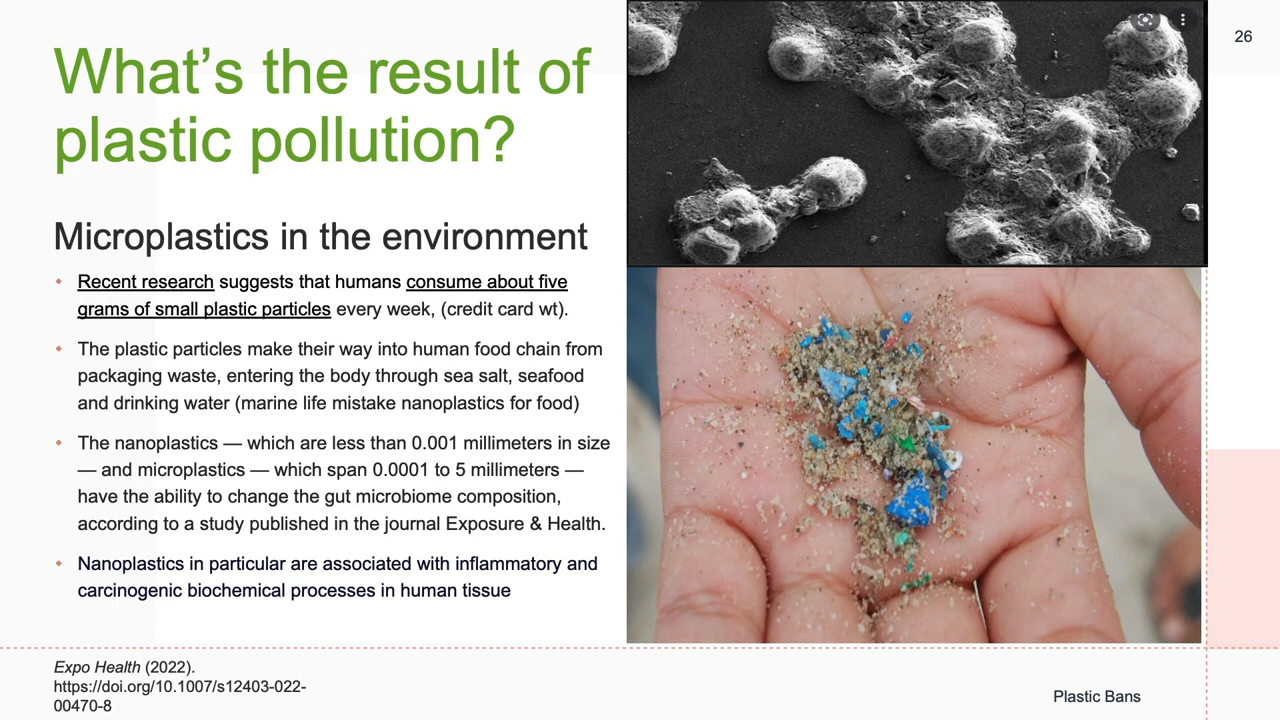 26
What’s the result of
plastic pollution?
Microplastics in the environment
Recent research suggests that humans consume about five
grams of small plastic particles every week, (credit card wt).
The plastic particles make their way into human food chain from
packaging waste, entering the body through sea salt, seafood
and drinking water (marine life mistake nanoplastics for food)
The nanoplastics — which are less than 0.001 millimeters in size
— and microplastics — which span 0.0001 to 5 millimeters —
have the ability to change the gut microbiome composition,
according to a study published in the journal Exposure & Health.
Nanoplastics in particular are associated with inflammatory and
carcinogenic biochemical processes in human tissue
Expo Health (2022).
https://doi.org/10.1007/s12403-022-
00470-8
Plastic Bans